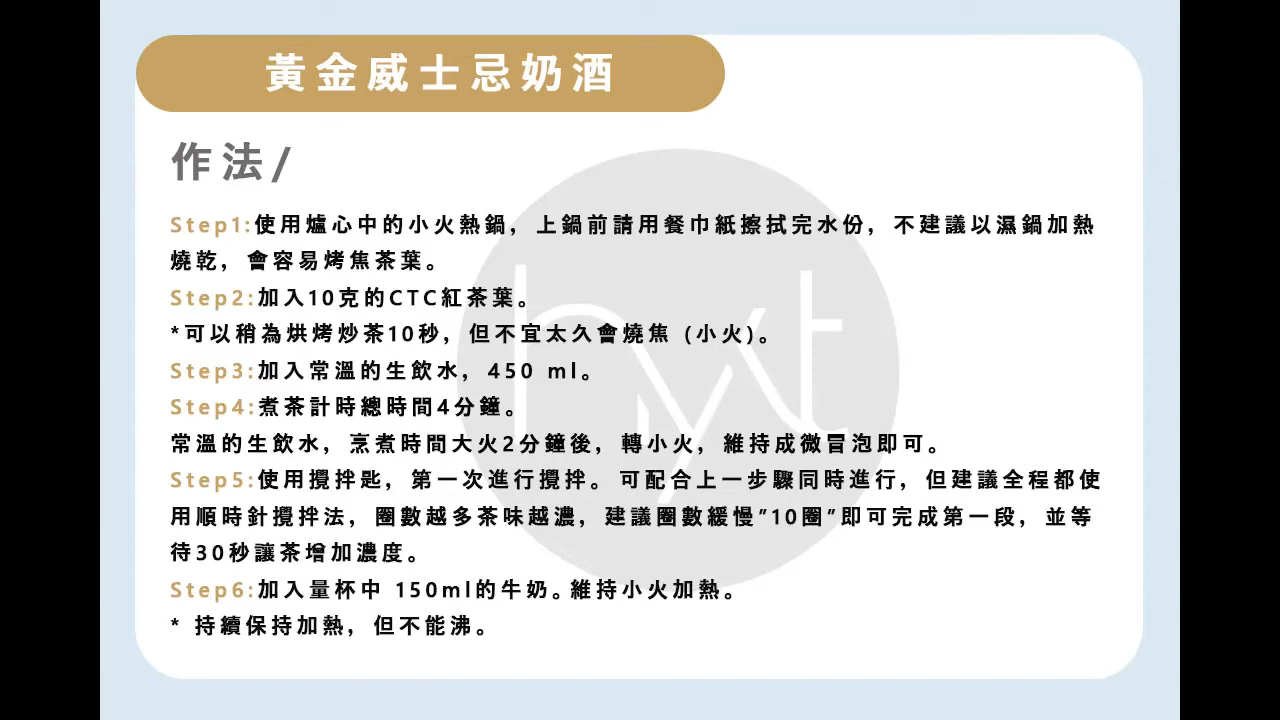 黃金威士忌奶酒
作法/
Step1:使用爐心中的小火熱鍋，上鍋前請用餐巾紙擦拭完水份，不建議以濕鍋加熱
燒乾，會容易烤焦茶葉。
Step2:加入10克的CTC紅茶葉。
*可以稍為烘烤炒茶10秒，但不宜太久會燒焦 (小火)。
Step3:加入常溫的生飲水，450 ml。
Step4:煮茶計時總時間4分鐘。
常溫的生飲水，烹煮時間大火2分鐘後，轉小火，維持成微冒泡即可。
Step5:使用攪拌匙，第一次進行攪拌。可配合上一步驟同時進行，但建議全程都使
用順時針攪拌法，圈數越多茶味越濃，建議圈數緩慢”10圈”即可完成第一段，並等
待30秒讓茶增加濃度。
Step6:加入量杯中 150ml的牛奶。維持小火加熱。
* 持續保持加熱，但不能沸。
hyxt